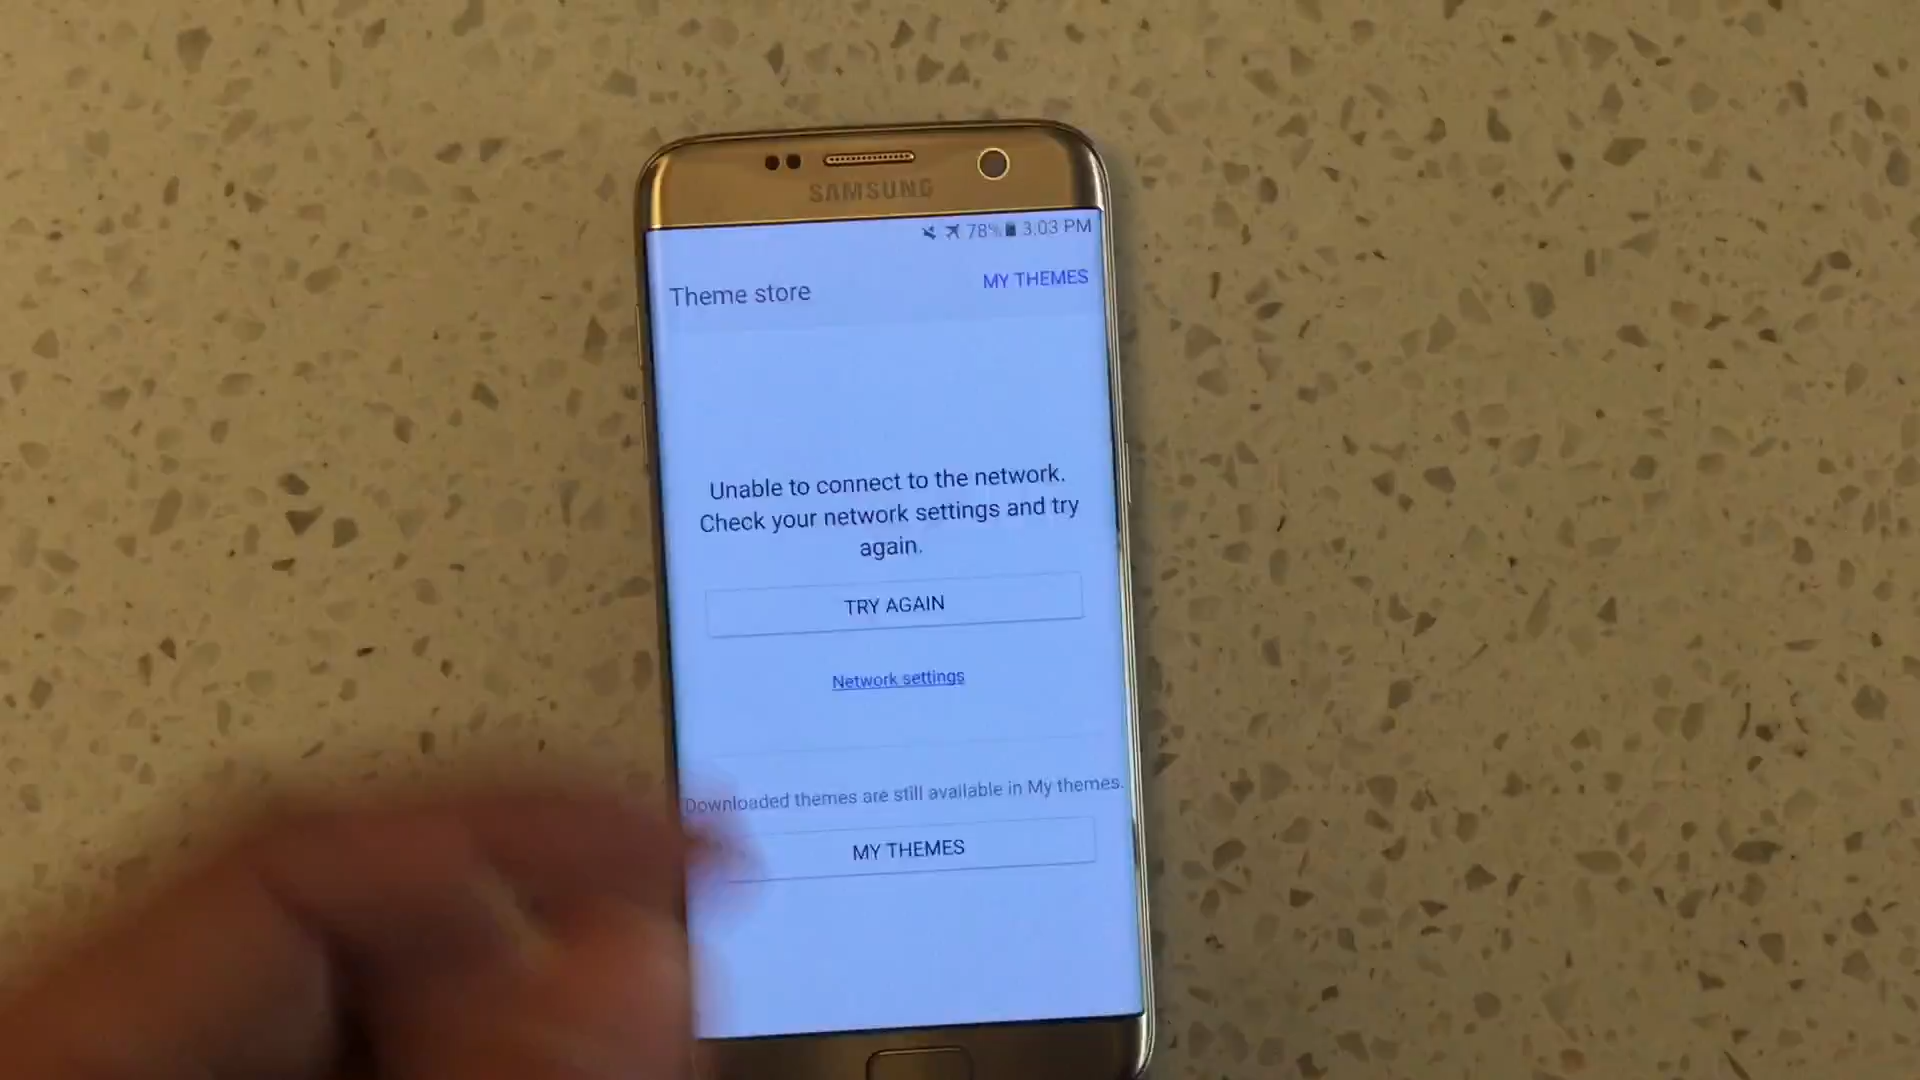 SAMSUNG
78% 3:03 PM
Theme store
MY THEMES
Unable to connect to the network.
Check your network settings and try
again.
TRY AGAIN
Network settings
Downloaded themes are still available in My themes.
MY THEMES